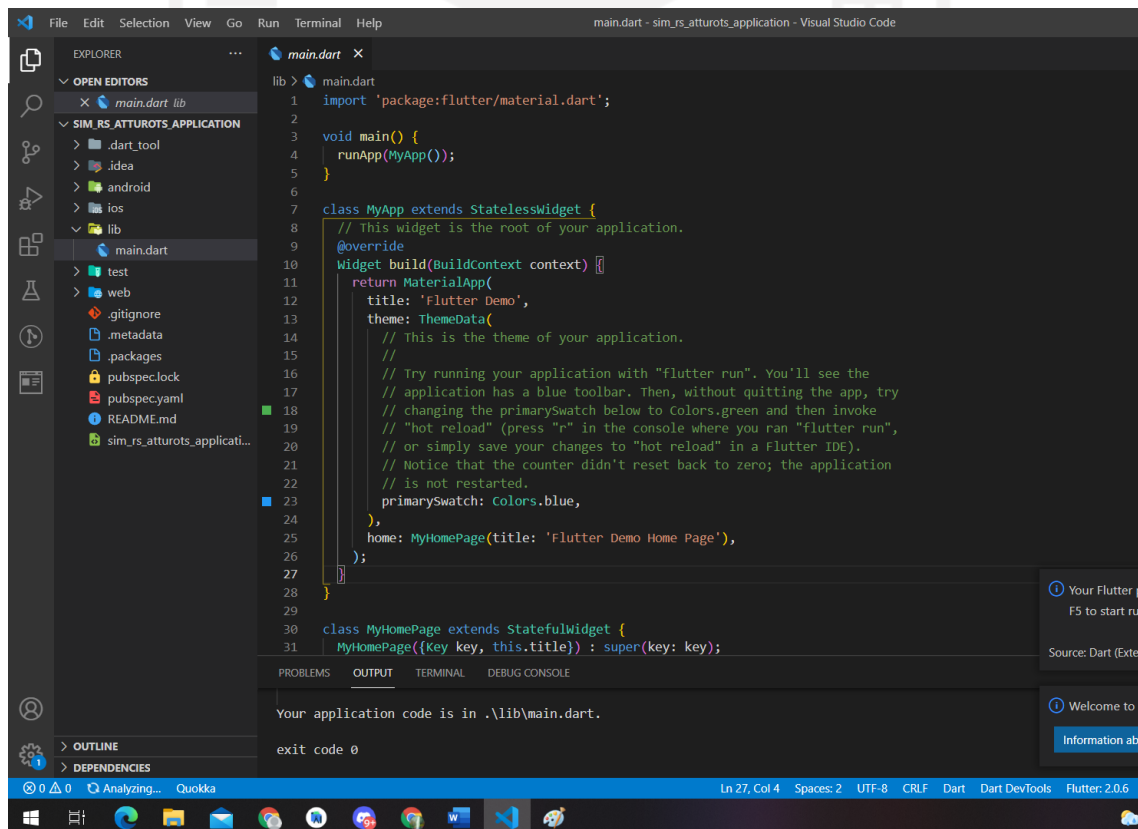 File Edit Selection View Go Run Terminal Help
main.dart - sim_rs_atturots_application - Visual Studio Code
EXPLORER ···
OPEN EDITORS
main.dart lib
SIM_RS_ATTUROTS_APPLICATION
.dart_tool
.idea
android
ios
lib
main.dart
test
web
.gitignore
.metadata
.packages
pubspec.lock
pubspec.yaml
README.md
sim_rs_atturots_applicati...
OUTLINE
DEPENDENCIES
main.dart
lib > main.dart
1 import 'package:flutter/material.dart';
2
3 void main() {
4 runApp(MyApp());
5 }
6
7 class MyApp extends StatelessWidget {
8 // This widget is the root of your application.
9 @override
10 Widget build(BuildContext context) {
11 return MaterialApp(
12 title: 'Flutter Demo',
13 theme: ThemeData(
14 // This is the theme of your application.
15 //
16 // Try running your application with "flutter run". You'll see the
17 // application has a blue toolbar. Then, without quitting the app, try
18 // changing the primarySwatch below to Colors.green and then invoke
19 // "hot reload" (press "r" in the console where you ran "flutter run",
20 // or simply save your changes to "hot reload" in a Flutter IDE).
21 // Notice that the counter didn't reset back to zero; the application
22 // is not restarted.
23 primarySwatch: Colors.blue,
24 ),
25 home: MyHomePage(title: 'Flutter Demo Home Page'),
26 );
27 }
28 }
29
30 class MyHomePage extends StatefulWidget {
31 MyHomePage({Key key, this.title}) : super(key: key);
PROBLEMS OUTPUT TERMINAL DEBUG CONSOLE
Your application code is in .\lib\main.dart.
exit code 0
Your Flutter
F5 to start ru
Source: Dart (Exte
Welcome to
Information ab
1
0 0 Analyzing... Quokka
Ln 27, Col 4 Spaces: 2 UTF-8 CRLF Dart Dart DevTools Flutter: 2.0.6